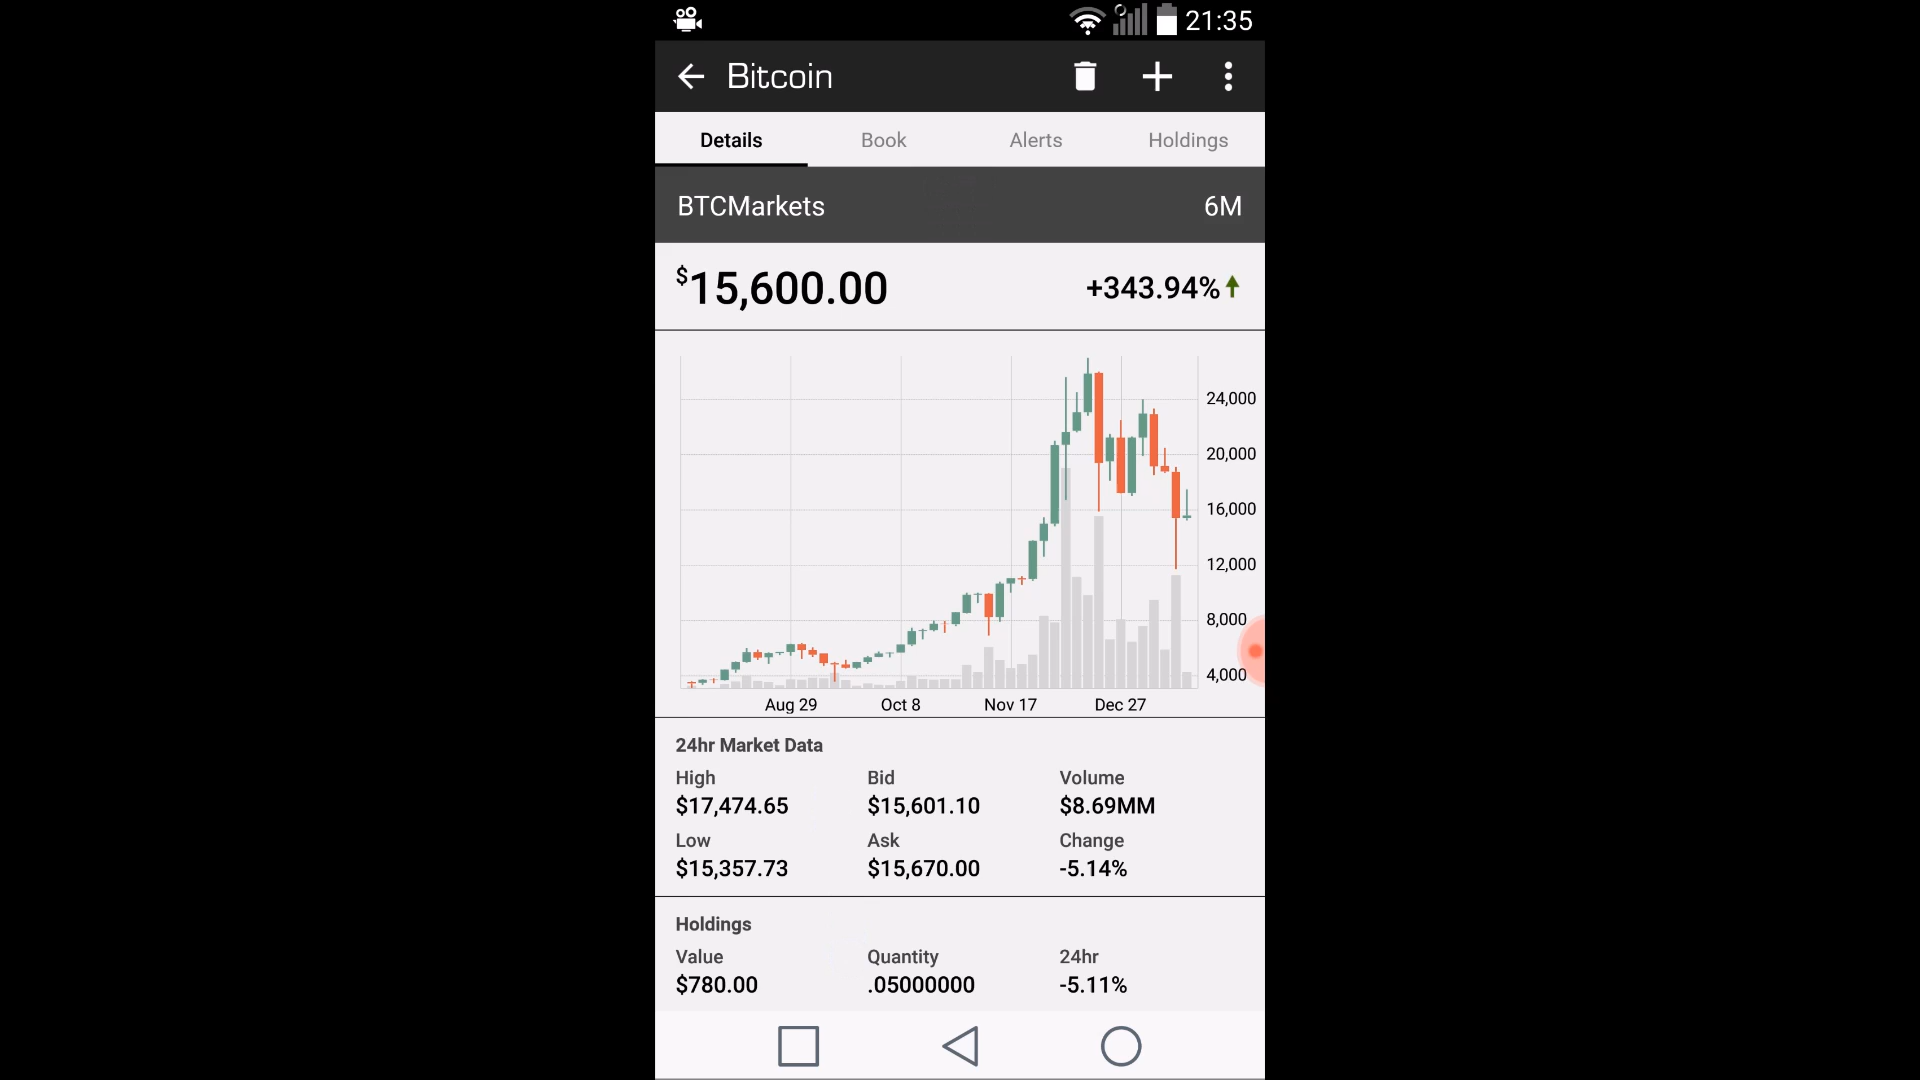 21:35
Bitcoin
Details Book Alerts Holdings
BTCMarkets 6M
$15,600.00 +343.94%
24,000
20,000
16,000
12,000
8,000
4,000
Aug 29 Oct 8 Nov 17 Dec 27
24hr Market Data
High Bid Volume
$17,474.65 $15,601.10 $8.69MM
Low Ask Change
$15,357.73 $15,670.00 -5.14%
Holdings
Value Quantity 24hr
$780.00 .05000000 -5.11%